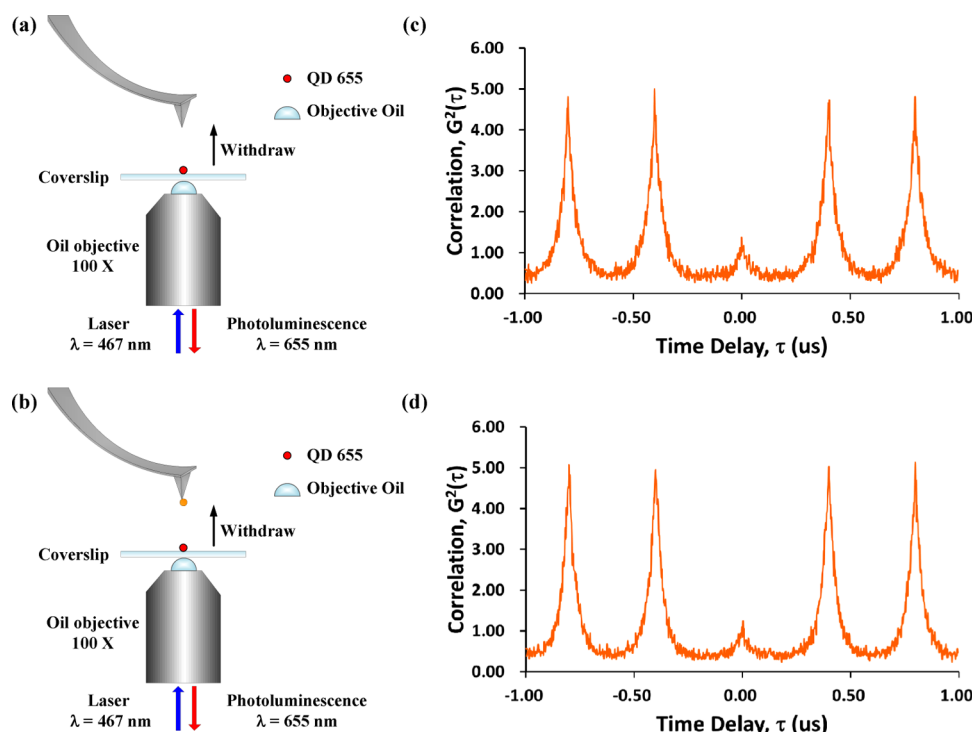 (a)
QD 655
Objective Oil
Withdraw
Coverslip
Oil objective
100 X
Laser
λ = 467 nm
Photoluminescence
λ = 655 nm
(c)
Correlation, G²(τ)
6.00
5.00
4.00
3.00
2.00
1.00
0.00
-1.00 -0.50 0.00 0.50 1.00
Time Delay, τ (us)
(b)
QD 655
Objective Oil
Withdraw
Coverslip
Oil objective
100 X
Laser
λ = 467 nm
Photoluminescence
λ = 655 nm
(d)
Correlation, G²(τ)
6.00
5.00
4.00
3.00
2.00
1.00
0.00
-1.00 -0.50 0.00 0.50 1.00
Time Delay, τ (us)